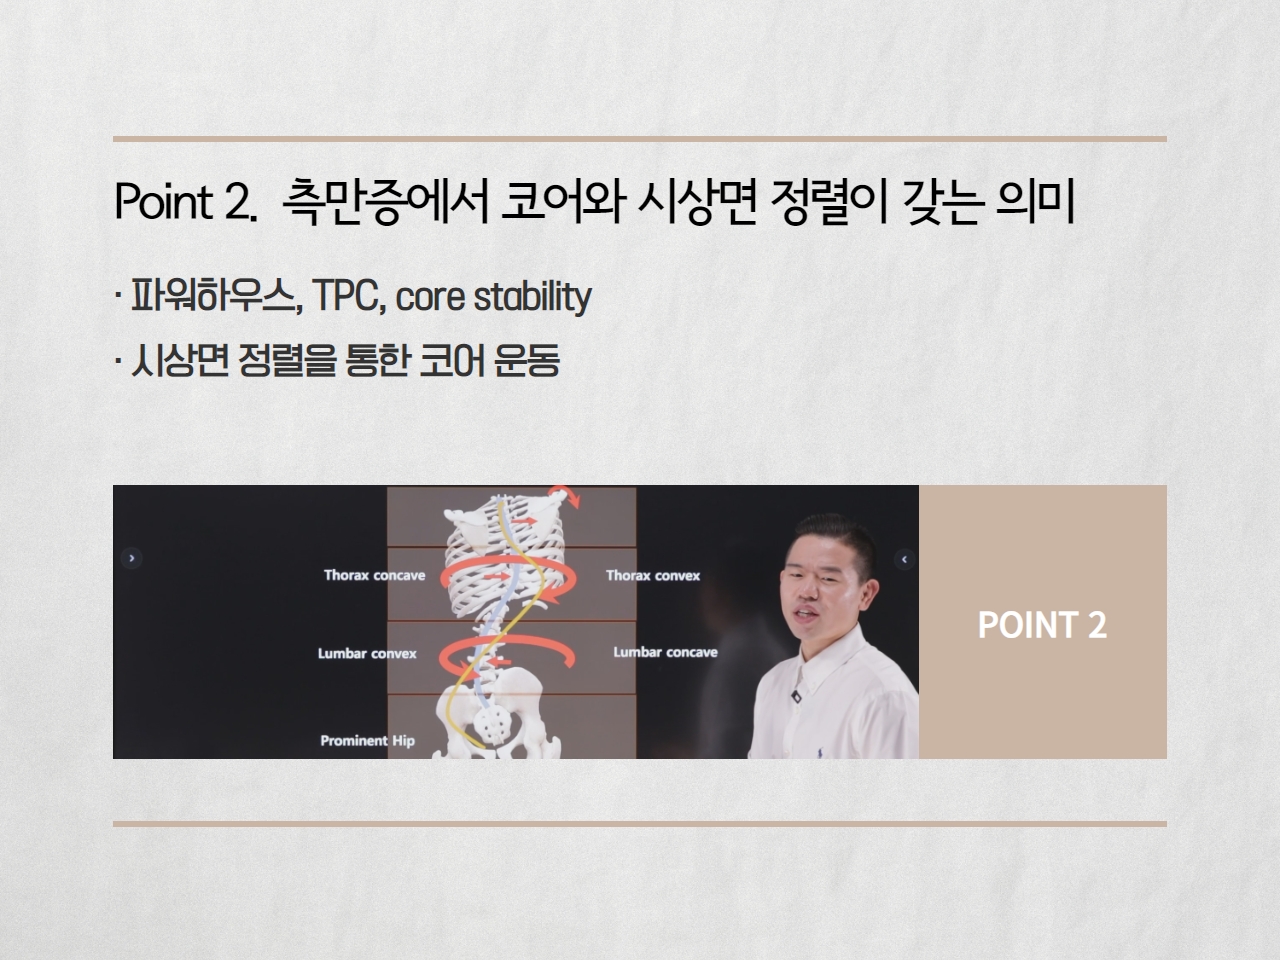 Point 2. 측만증에서 코어와 시상면 정렬이 갖는 의미
· 파워하우스, TPC, core stability
· 시상면 정렬을 통한 코어 운동
Thorax concave
Thorax convex
Lumbar convex
Lumbar concave
Prominent Hip
POINT 2